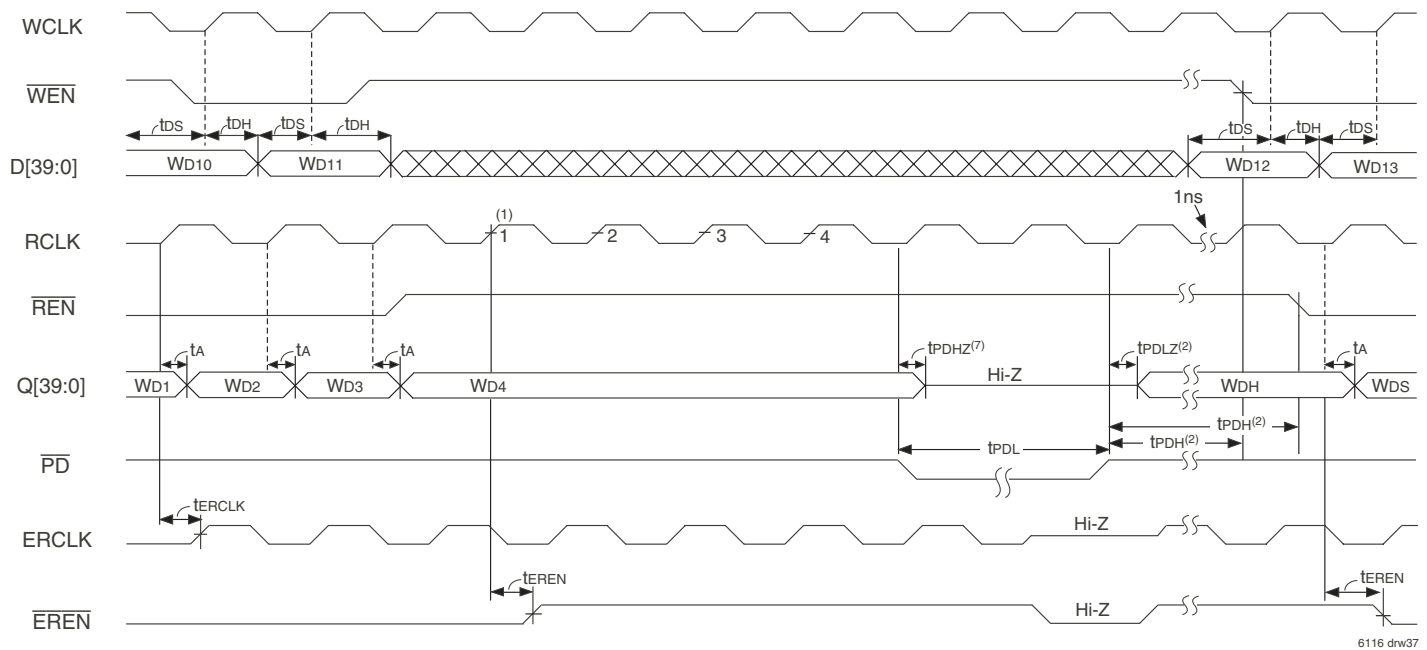 WCLK
WEN
tDS tDH tDS tDH tDS tDH tDS
D[39:0] WD10 WD11 WD12 WD13
1ns
(1)
RCLK 1 2 3 4
REN
tA tA tA tPDHZ(7) tPDLZ(2) tA
Q[39:0] WD1 WD2 WD3 WD4 Hi-Z WDH WDS
tPDH(2)
tPDL tPDH(2)
PD
tERCLK
ERCLK Hi-Z
tEREN tEREN
EREN Hi-Z
6116 drw37